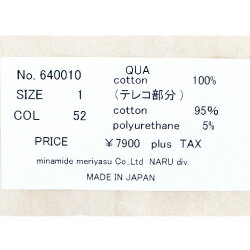 No. 640010 QUA
cotton 100%
SIZE 1 (テレコ部分)
COL 52 cotton 95%
polyurethane 5%
PRICE ￥7900 plus TAX
minamide meriyasu Co.,Ltd NARU div.
MADE IN JAPAN